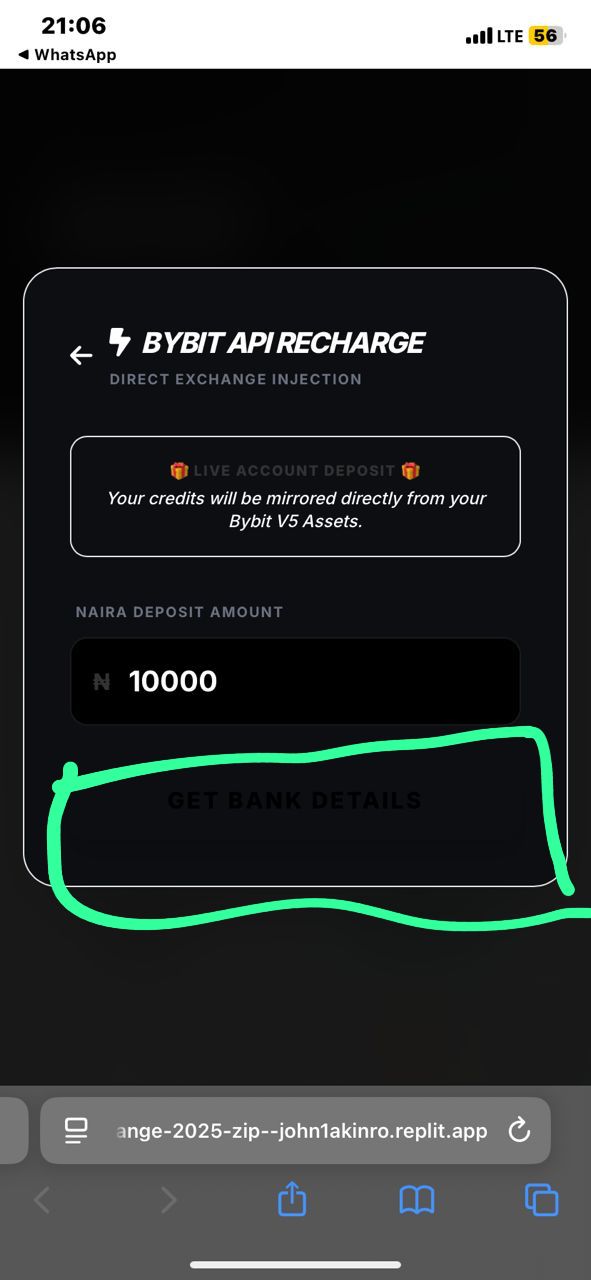 21:06
LTE 56
◀ WhatsApp
BYBIT API RECHARGE
DIRECT EXCHANGE INJECTION
🎁 LIVE ACCOUNT DEPOSIT 🎁
Your credits will be mirrored directly from your
Bybit V5 Assets.
NAIRA DEPOSIT AMOUNT
₦ 10000
GET BANK DETAILS
ange-2025-zip--john1akinro.replit.app